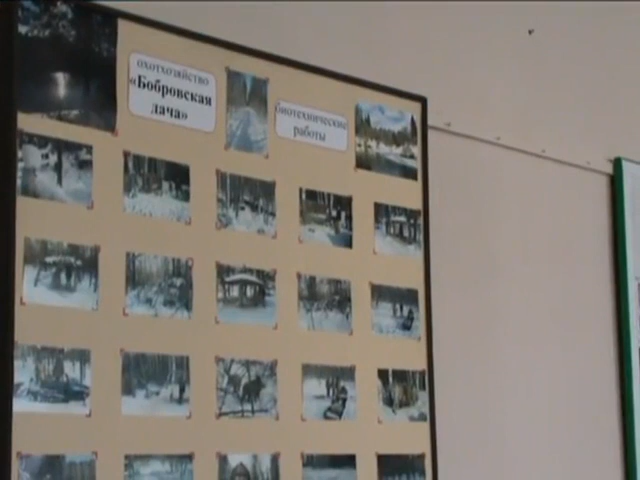 охотхозяйство
«Бобровская
дача»
биотехнические
работы